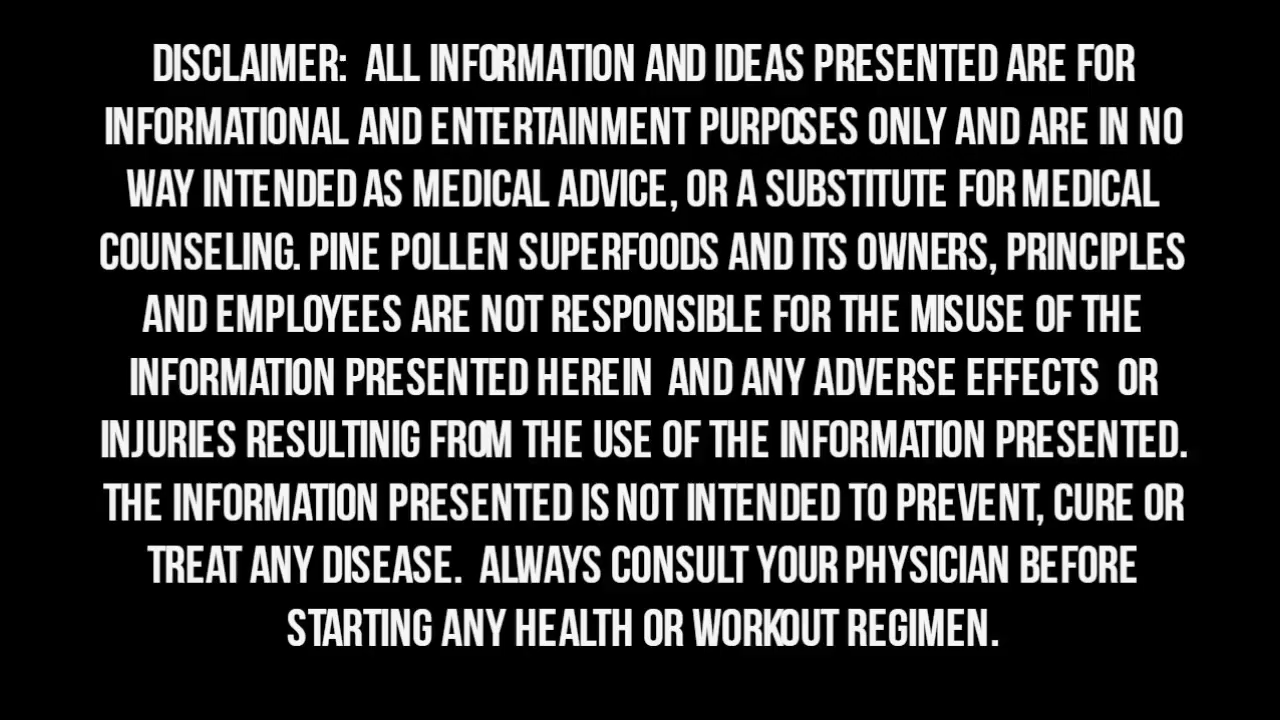 DISCLAIMER: ALL INFORMATION AND IDEAS PRESENTED ARE FOR
INFORMATIONAL AND ENTERTAINMENT PURPOSES ONLY AND ARE IN NO
WAY INTENDED AS MEDICAL ADVICE, OR A SUBSTITUTE FOR MEDICAL
COUNSELING. PINE POLLEN SUPERFOODS AND ITS OWNERS, PRINCIPLES
AND EMPLOYEES ARE NOT RESPONSIBLE FOR THE MISUSE OF THE
INFORMATION PRESENTED HEREIN AND ANY ADVERSE EFFECTS OR
INJURIES RESULTINIG FROM THE USE OF THE INFORMATION PRESENTED.
THE INFORMATION PRESENTED IS NOT INTENDED TO PREVENT, CURE OR
TREAT ANY DISEASE. ALWAYS CONSULT YOUR PHYSICIAN BEFORE
STARTING ANY HEALTH OR WORKOUT REGIMEN.